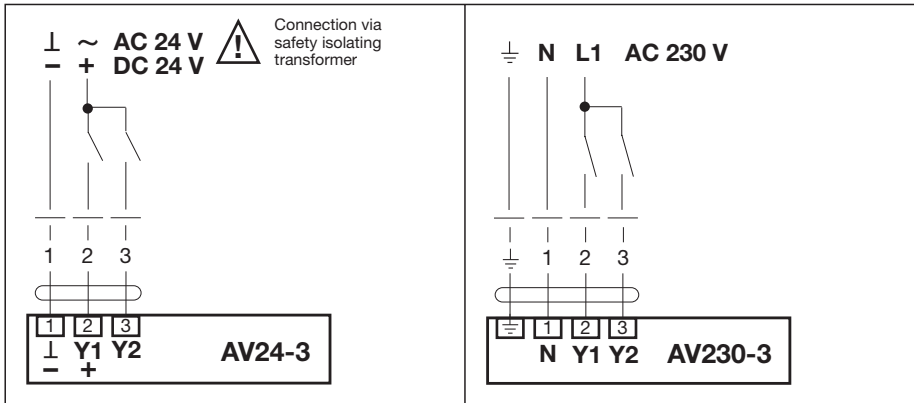 ⊥ ~ AC 24 V
− + DC 24 V
Connection via
safety isolating
transformer
1 2 3
1 2 3
⊥ Y1 Y2
− +
AV24-3
⏚ N L1 AC 230 V
⏚ 1 2 3
⏚ 1 2 3
N Y1 Y2
AV230-3